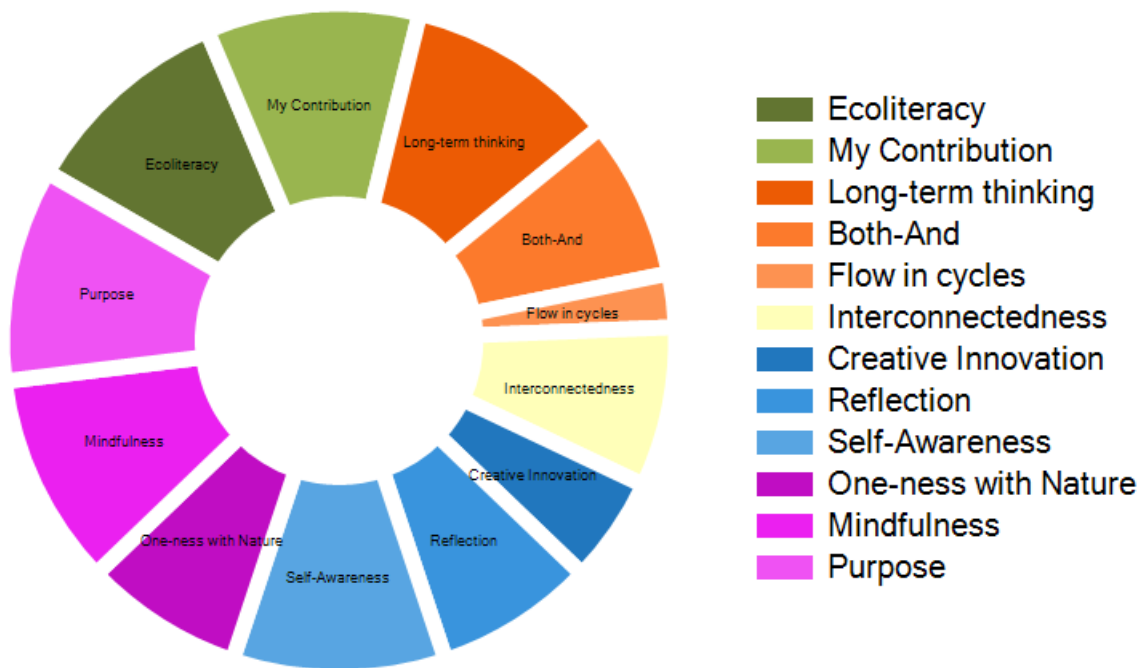 My Contribution
Long-term thinking
Ecoliteracy
Both-And
Purpose
Flow in cycles
Interconnectedness
Mindfulness
Creative Innovation
One-ness with Nature
Reflection
Self-Awareness
Ecoliteracy
My Contribution
Long-term thinking
Both-And
Flow in cycles
Interconnectedness
Creative Innovation
Reflection
Self-Awareness
One-ness with Nature
Mindfulness
Purpose